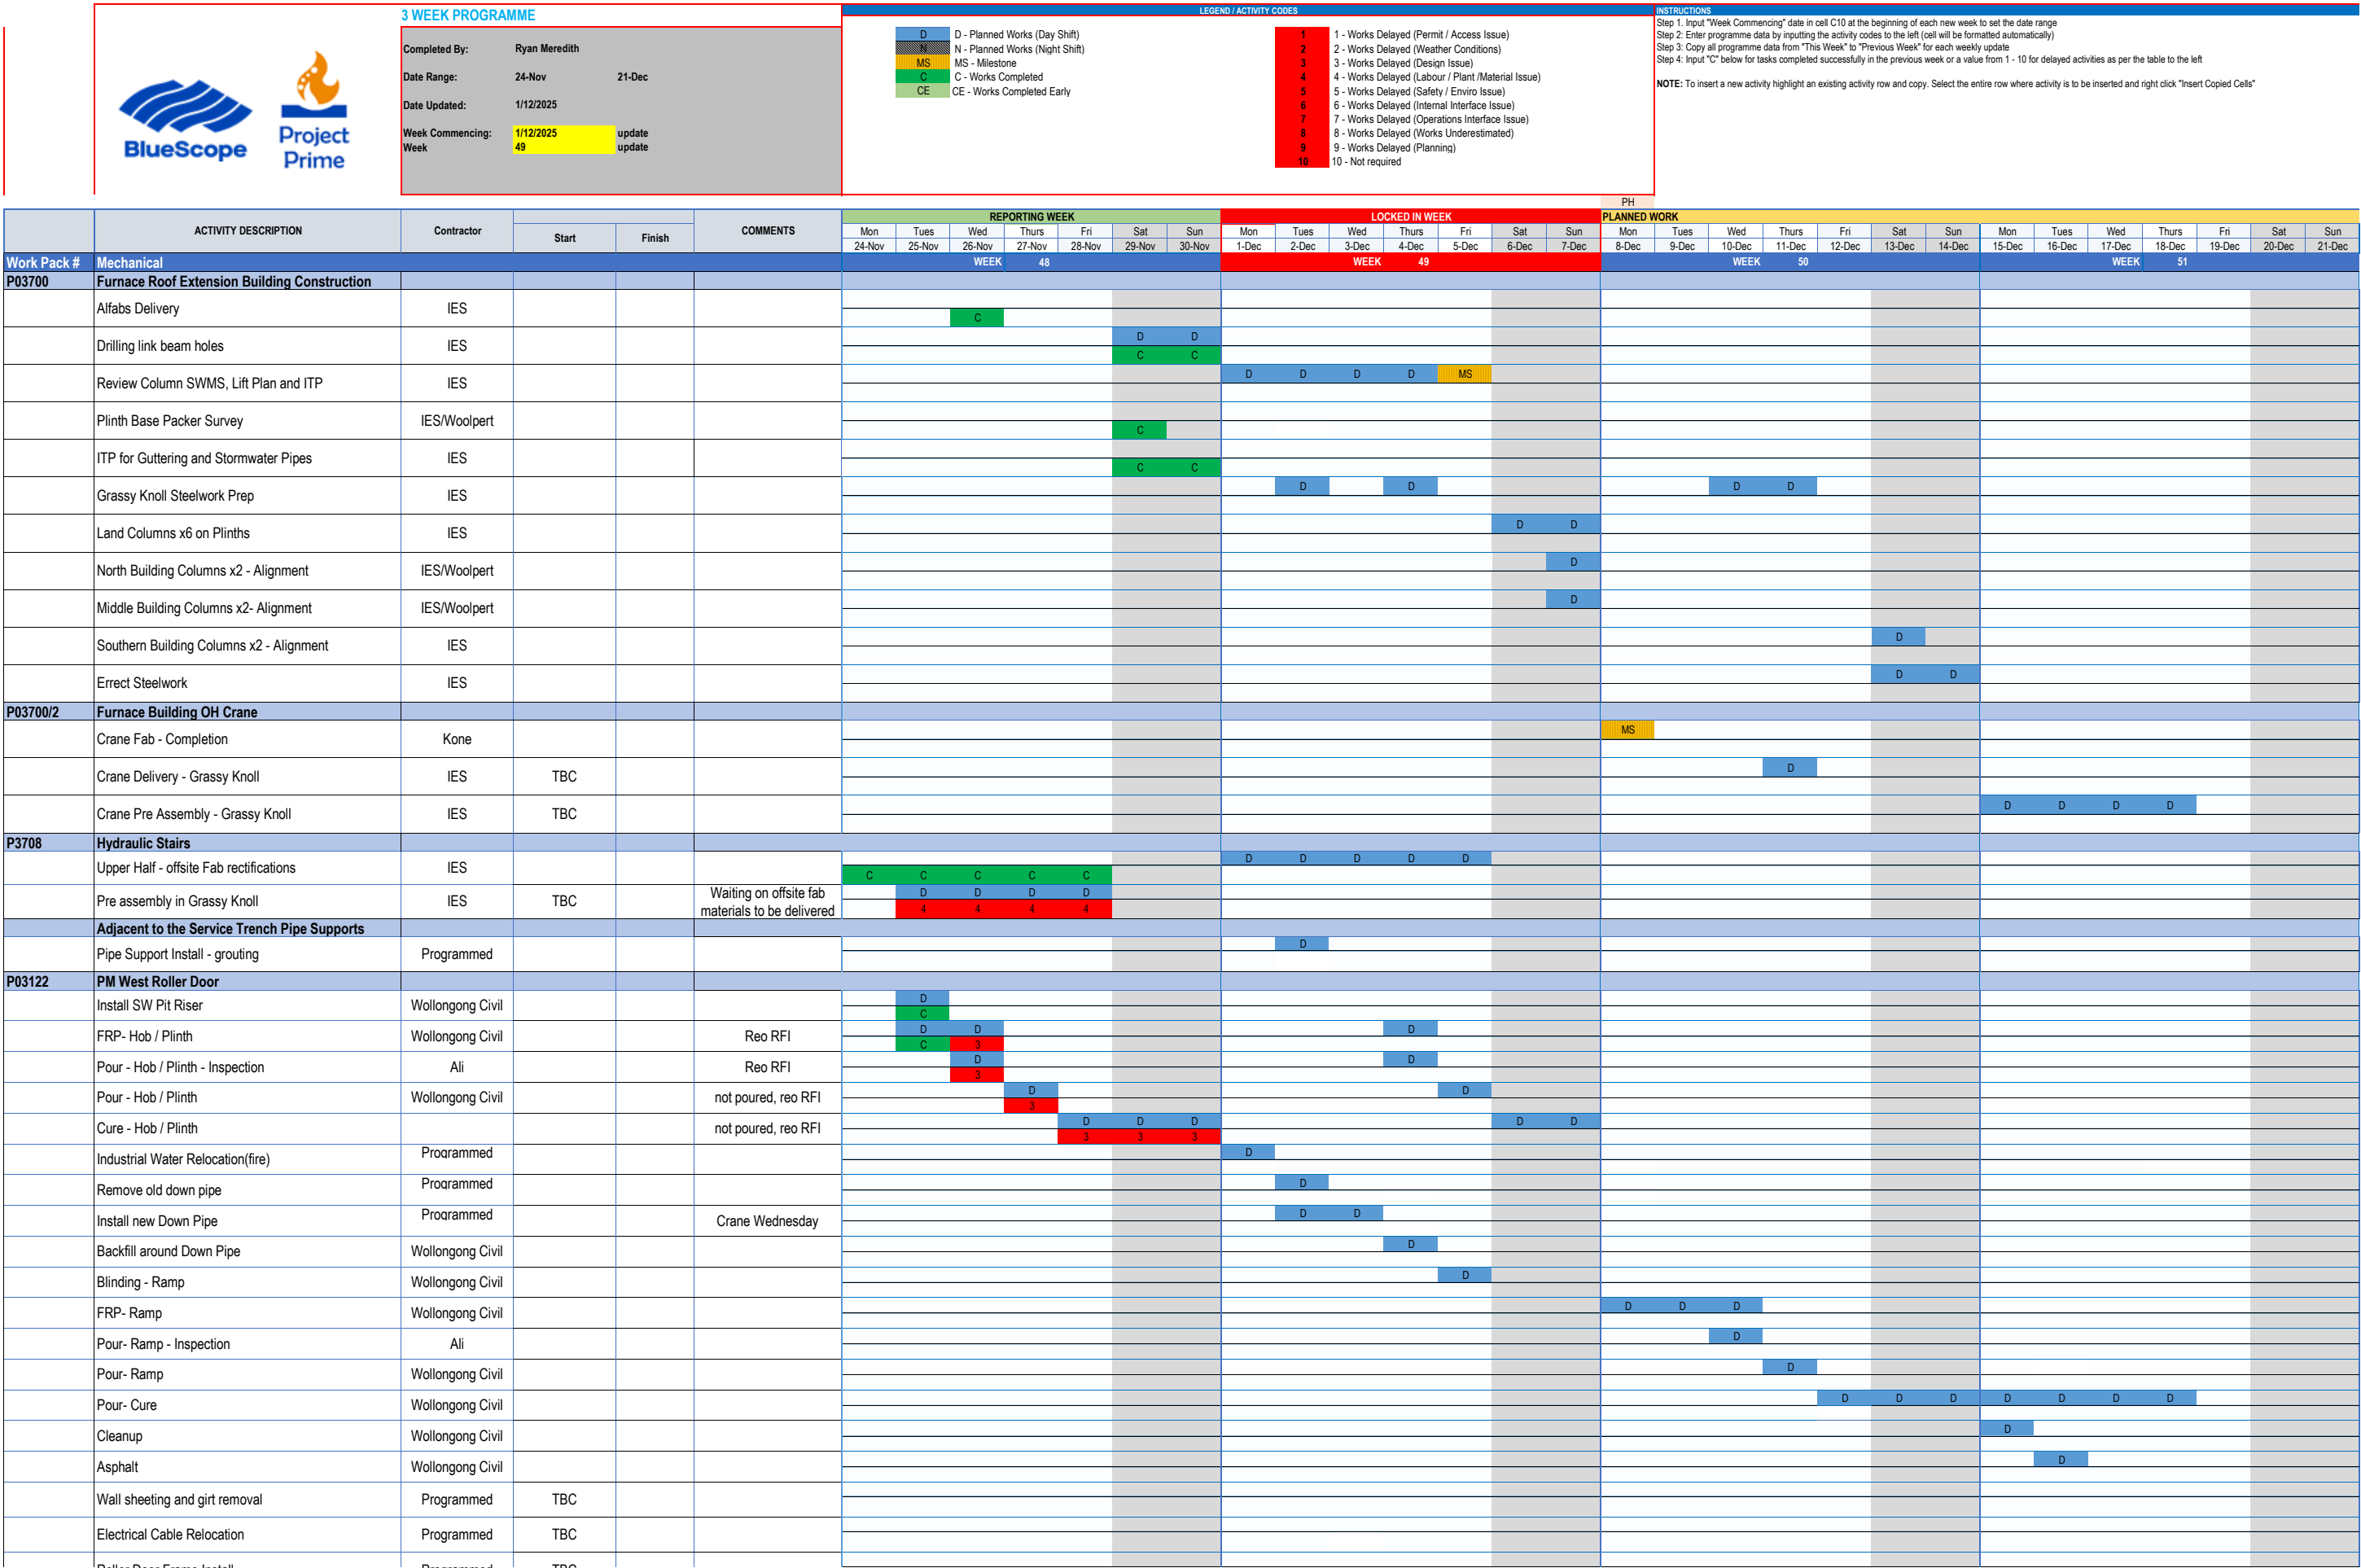 3 WEEK PROGRAMME
Completed By: Ryan Meredith
Date Range: 24-Nov 21-Dec
Date Updated: 1/12/2025
Week Commencing: 1/12/2025 update
Week 49 update
BlueScope
Project
Prime
LEGEND / ACTIVITY CODES
D D - Planned Works (Day Shift)
N N - Planned Works (Night Shift)
MS MS - Milestone
C C - Works Completed
CE CE - Works Completed Early
1 1 - Works Delayed (Permit / Access Issue)
2 2 - Works Delayed (Weather Conditions)
3 3 - Works Delayed (Design Issue)
4 4 - Works Delayed (Labour / Plant /Material Issue)
5 5 - Works Delayed (Safety / Enviro Issue)
6 6 - Works Delayed (Internal Interface Issue)
7 7 - Works Delayed (Operations Interface Issue)
8 8 - Works Delayed (Works Underestimated)
9 9 - Works Delayed (Planning)
10 10 - Not required
INSTRUCTIONS
Step 1. Input "Week Commencing" date in cell C10 at the beginning of each new week to set the date range
Step 2: Enter programme data by inputting the activity codes to the left (cell will be formatted automatically)
Step 3: Copy all programme data from "This Week" to "Previous Week" for each weekly update
Step 4: Input "C" below for tasks completed successfully in the previous week or a value from 1 - 10 for delayed activities as per the table to the left
NOTE: To insert a new activity highlight an existing activity row and copy. Select the entire row where activity is to be inserted and right click "Insert Copied Cells"
PH
ACTIVITY DESCRIPTION Contractor Start Finish COMMENTS
REPORTING WEEK LOCKED IN WEEK PLANNED WORK
Mon Tues Wed Thurs Fri Sat Sun Mon Tues Wed Thurs Fri Sat Sun Mon Tues Wed Thurs Fri Sat Sun Mon Tues Wed Thurs Fri Sat Sun
24-Nov 25-Nov 26-Nov 27-Nov 28-Nov 29-Nov 30-Nov 1-Dec 2-Dec 3-Dec 4-Dec 5-Dec 6-Dec 7-Dec 8-Dec 9-Dec 10-Dec 11-Dec 12-Dec 13-Dec 14-Dec 15-Dec 16-Dec 17-Dec 18-Dec 19-Dec 20-Dec 21-Dec
Work Pack # Mechanical WEEK 48 WEEK 49 WEEK 50 WEEK 51
P03700 Furnace Roof Extension Building Construction
Alfabs Delivery IES
C
Drilling link beam holes IES D D
C C
Review Column SWMS, Lift Plan and ITP IES D D D D MS
Plinth Base Packer Survey IES/Woolpert
C
ITP for Guttering and Stormwater Pipes IES
C C
Grassy Knoll Steelwork Prep IES D D D D
Land Columns x6 on Plinths IES D D
North Building Columns x2 - Alignment IES/Woolpert D
Middle Building Columns x2- Alignment IES/Woolpert D
Southern Building Columns x2 - Alignment IES D
Errect Steelwork IES D D
P03700/2 Furnace Building OH Crane
Crane Fab - Completion Kone MS
Crane Delivery - Grassy Knoll IES TBC D
Crane Pre Assembly - Grassy Knoll IES TBC D D D D
P3708 Hydraulic Stairs
Upper Half - offsite Fab rectifications IES D D D D D
C C C C C
Pre assembly in Grassy Knoll IES TBC Waiting on offsite fab D D D D
materials to be delivered 4 4 4 4
Adjacent to the Service Trench Pipe Supports
Pipe Support Install - grouting Programmed D
P03122 PM West Roller Door
Install SW Pit Riser Wollongong Civil D
C
FRP- Hob / Plinth Wollongong Civil Reo RFI D D D
C 3
Pour - Hob / Plinth - Inspection Ali Reo RFI D D
3
Pour - Hob / Plinth Wollongong Civil not poured, reo RFI D D
3
Cure - Hob / Plinth not poured, reo RFI D D D D D
3 3 3
Industrial Water Relocation(fire) Programmed D
Remove old down pipe Programmed D
Install new Down Pipe Programmed Crane Wednesday D D
Backfill around Down Pipe Wollongong Civil D
Blinding - Ramp Wollongong Civil D
FRP- Ramp Wollongong Civil D D D
Pour- Ramp - Inspection Ali D
Pour- Ramp Wollongong Civil D
Pour- Cure Wollongong Civil D D D D D D D
Cleanup Wollongong Civil D
Asphalt Wollongong Civil D
Wall sheeting and girt removal Programmed TBC
Electrical Cable Relocation Programmed TBC